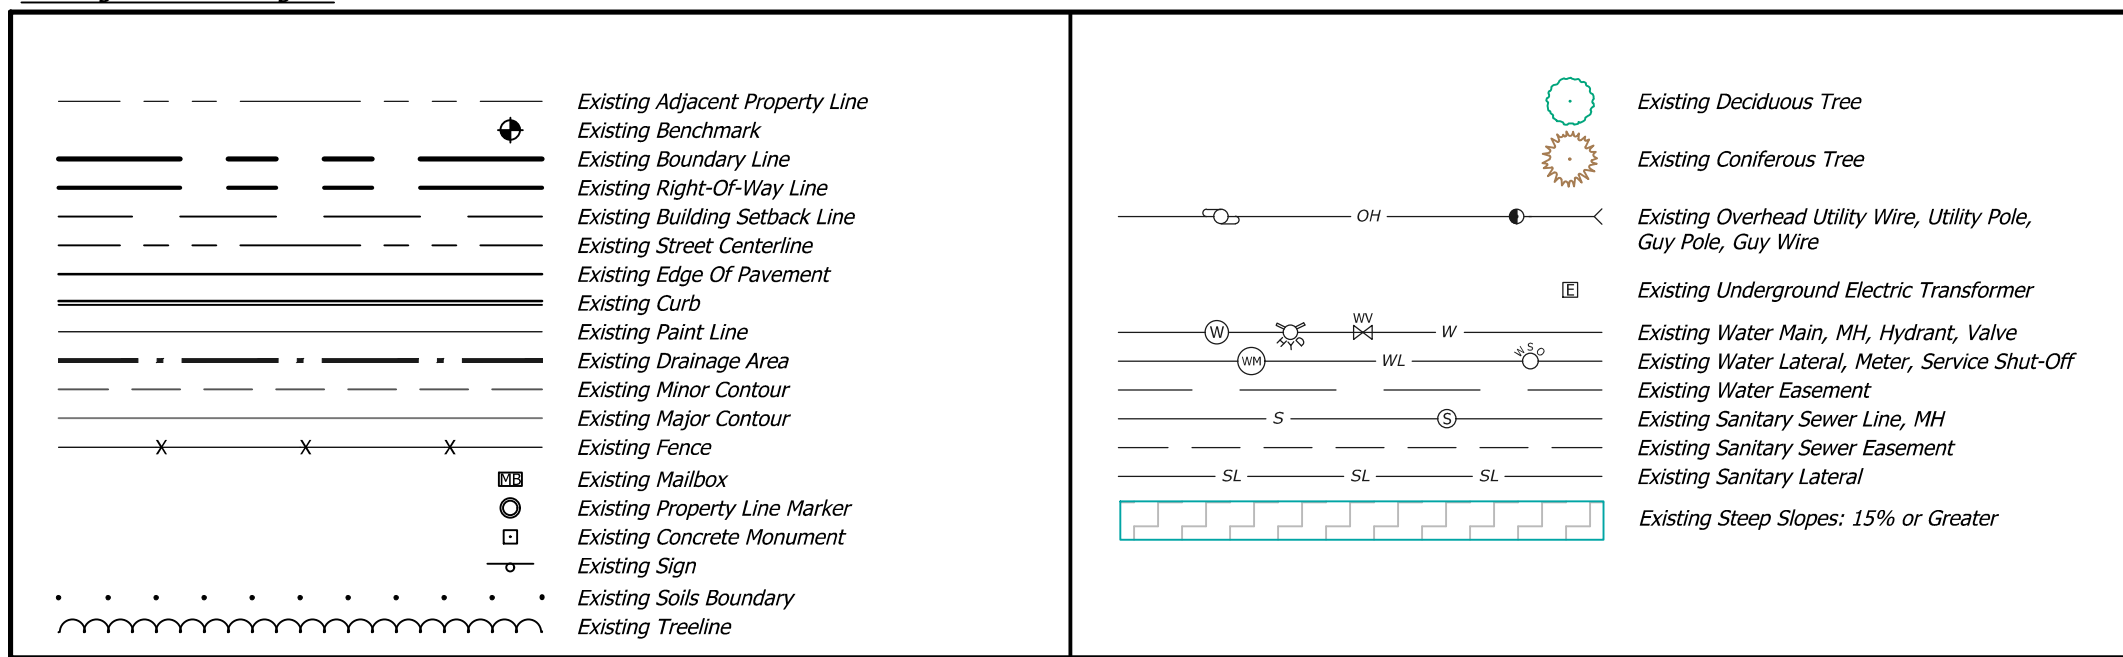 Existing Adjacent Property Line
Existing Benchmark
Existing Boundary Line
Existing Right-Of-Way Line
Existing Building Setback Line
Existing Street Centerline
Existing Edge Of Pavement
Existing Curb
Existing Paint Line
Existing Drainage Area
Existing Minor Contour
Existing Major Contour
X X X Existing Fence
MB Existing Mailbox
Existing Property Line Marker
Existing Concrete Monument
Existing Sign
Existing Soils Boundary
Existing Treeline
Existing Deciduous Tree
Existing Coniferous Tree
OH Existing Overhead Utility Wire, Utility Pole,
Guy Pole, Guy Wire
E Existing Underground Electric Transformer
W HYD WV W Existing Water Main, MH, Hydrant, Valve
WM WL WSO Existing Water Lateral, Meter, Service Shut-Off
Existing Water Easement
S S Existing Sanitary Sewer Line, MH
Existing Sanitary Sewer Easement
SL SL SL Existing Sanitary Lateral
Existing Steep Slopes: 15% or Greater